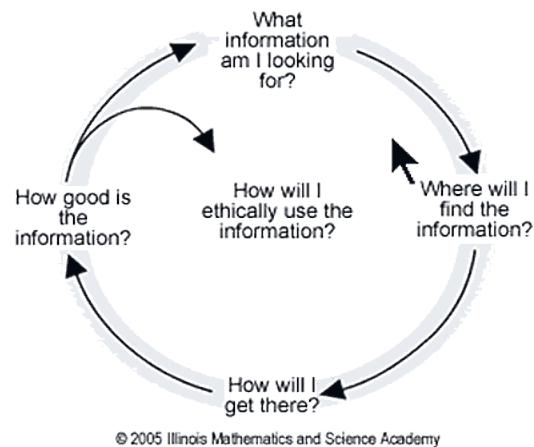 What
information
am I looking
for?
Where will I
find the
information?
How will I
get there?
How good is
the
information?
How will I
ethically use the
information?
© 2005 Illinois Mathematics and Science Academy